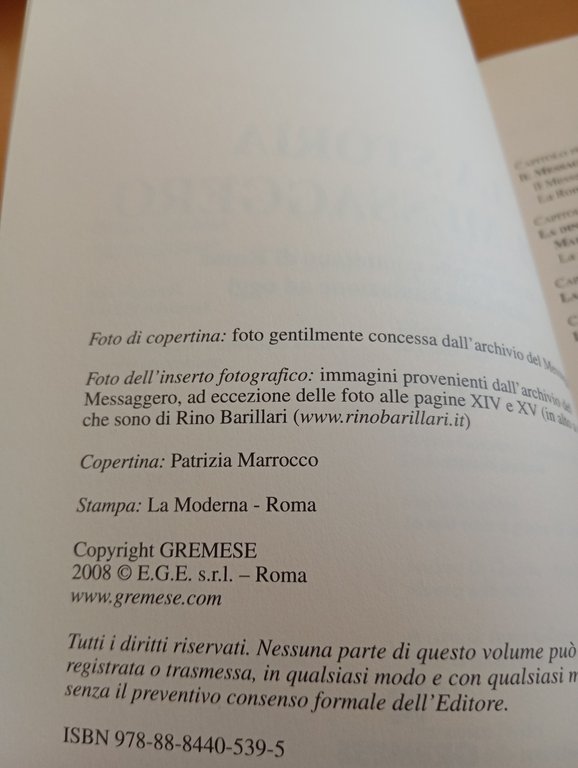 Foto di copertina: foto gentilmente concessa dall'archivio del
Foto dell'inserto fotografico: immagini provenienti dall'archivio del
Messaggero, ad eccezione delle foto alle pagine XIV e XV (in alto
che sono di Rino Barillari (www.rinobarillari.it)
Copertina: Patrizia Marrocco
Stampa: La Moderna - Roma
Copyright GREMESE
2008 © E.G.E. s.r.l. – Roma
www.gremese.com
Tutti i diritti riservati. Nessuna parte di questo volume può
registrata o trasmessa, in qualsiasi modo e con qualsiasi
senza il preventivo consenso formale dell'Editore.
ISBN 978-88-8440-539-5